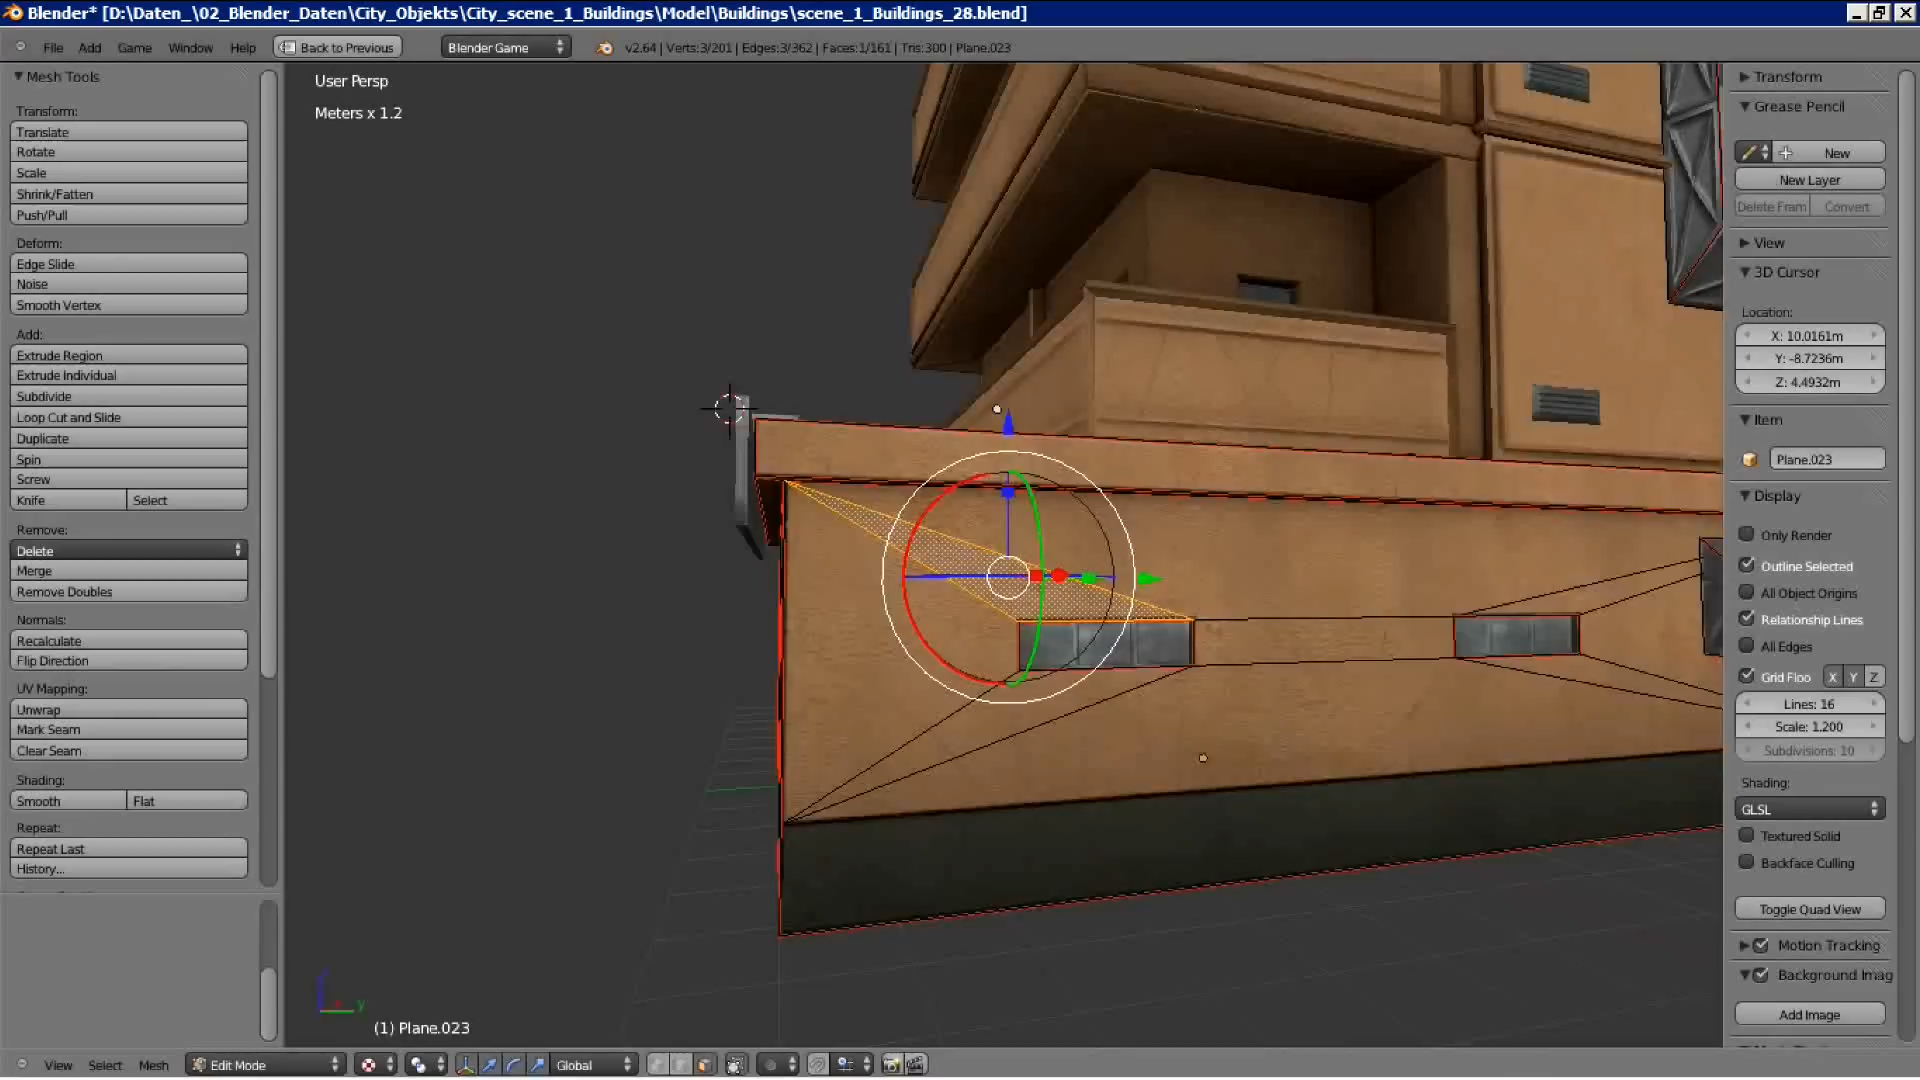 Blender* [D:\Daten_\02_Blender_Daten\City_Objekts\City_scene_1_Buildings\Model\Buildings\scene_1_Buildings_28.blend]
File Add Game Window Help Back to Previous Blender Game v2.64 | Verts:3/201 | Edges:3/362 | Faces:1/161 | Tris:300 | Plane.023
Mesh Tools
Transform:
Translate
Rotate
Scale
Shrink/Fatten
Push/Pull
Deform:
Edge Slide
Noise
Smooth Vertex
Add:
Extrude Region
Extrude Individual
Subdivide
Loop Cut and Slide
Duplicate
Spin
Screw
Knife Select
Remove:
Delete
Merge
Remove Doubles
Normals:
Recalculate
Flip Direction
UV Mapping:
Unwrap
Mark Seam
Clear Seam
Shading:
Smooth Flat
Repeat:
Repeat Last
History...
User Persp
Meters x 1.2
y
(1) Plane.023
Transform
Grease Pencil
New
New Layer
Delete Fram Convert
View
3D Cursor
Location:
X: 10.0161m
Y: -8.7236m
Z: 4.4932m
Item
Plane.023
Display
Only Render
Outline Selected
All Object Origins
Relationship Lines
All Edges
Grid Floo X Y Z
Lines: 16
Scale: 1.200
Subdivisions: 10
Shading:
GLSL
Textured Solid
Backface Culling
Toggle Quad View
Motion Tracking
Background Imag
Add Image
View Select Mesh Edit Mode Global